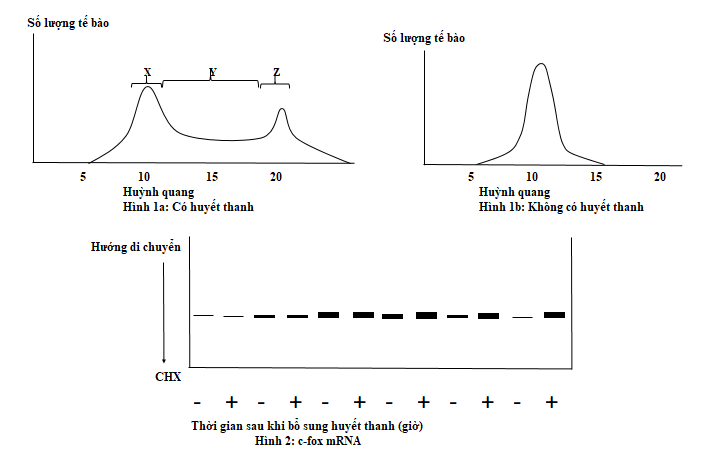 Số lượng tế bào
X Y Z
5 10 15 20
Huỳnh quang
Hình 1a: Có huyết thanh
Số lượng tế bào
5 10 15 20
Huỳnh quang
Hình 1b: Không có huyết thanh
Hướng di chuyển
CHX
- + - + - + - + - + - +
Thời gian sau khi bổ sung huyết thanh (giờ)
Hình 2: c-fox mRNA